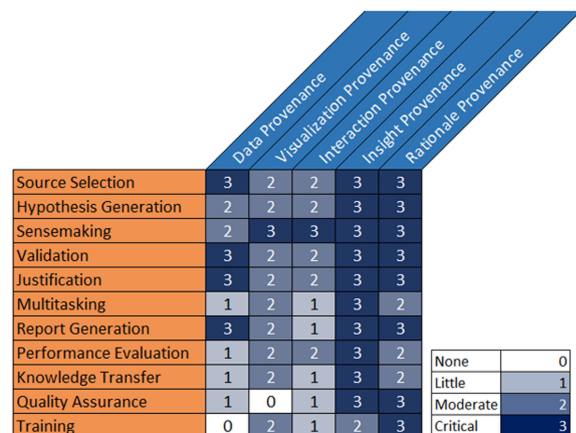 Data Provenance
Visualization Provenance
Interaction Provenance
Insight Provenance
Rationale Provenance
Source Selection 3 2 2 3 3
Hypothesis Generation 2 2 2 3 3
Sensemaking 2 3 3 3 3
Validation 3 2 2 3 3
Justification 3 2 2 3 3
Multitasking 1 2 1 3 2
Report Generation 3 2 1 3 3
Performance Evaluation 1 2 2 3 2
Knowledge Transfer 1 2 1 3 2
Quality Assurance 1 0 1 3 3
Training 0 2 1 2 3
None 0
Little 1
Moderate 2
Critical 3